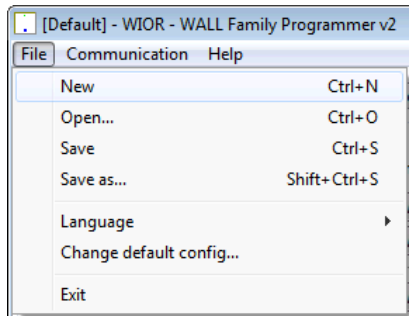 [Default] - WIOR - WALL Family Programmer v2
File Communication Help
New Ctrl+N
Open... Ctrl+O
Save Ctrl+S
Save as... Shift+Ctrl+S
Language
Change default config...
Exit